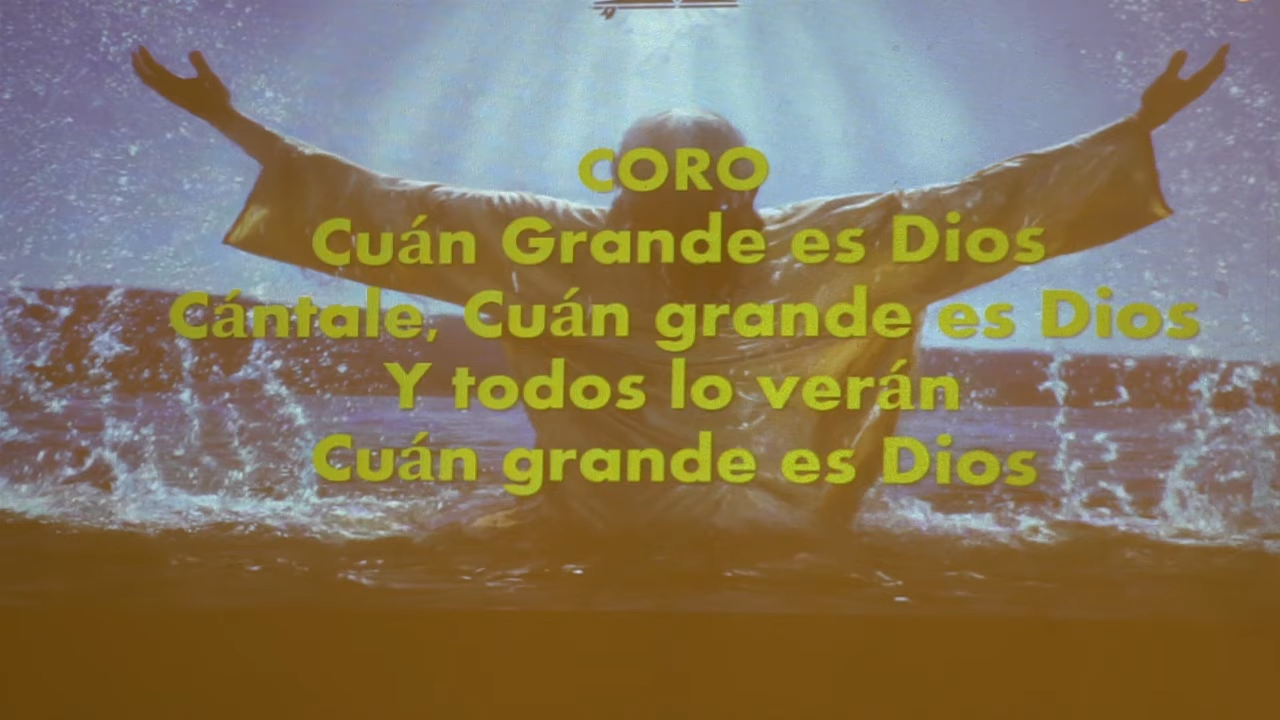 CORO
Cuán Grande es Dios
Cántale, Cuán grande es Dios
Y todos lo verán
Cuán grande es Dios